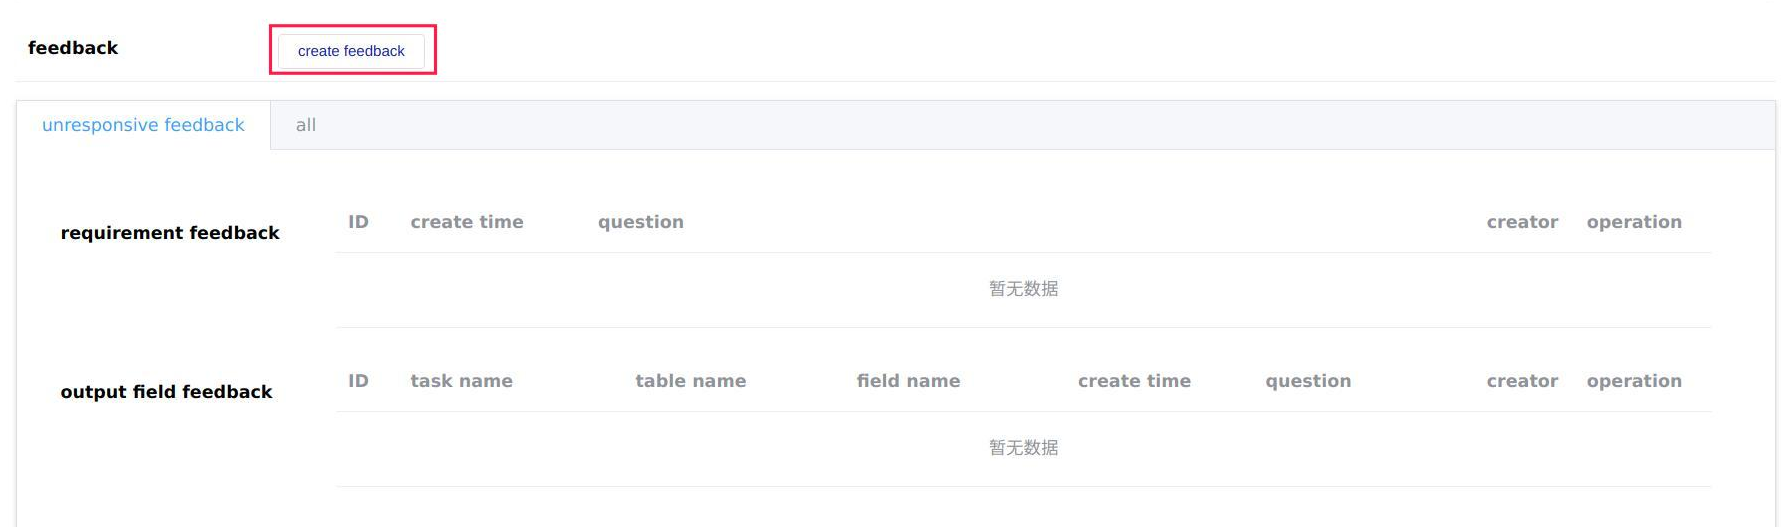 feedback create feedback
unresponsive feedback all
requirement feedback ID create time question creator operation
暂无数据
output field feedback ID task name table name field name create time question creator operation
暂无数据